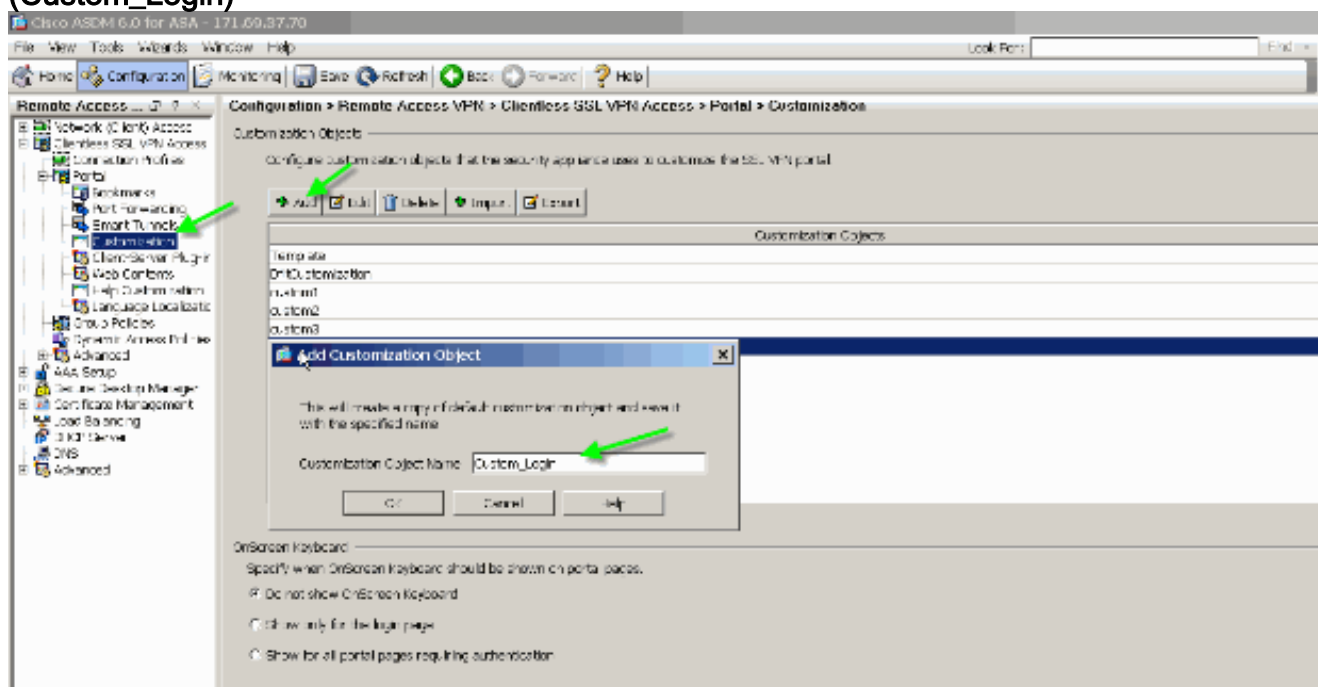 (Custom_Login)
Cisco ASDM 6.0 for ASA - 171.69.37.70
File View Tools Wizards Window Help
Look For:
Home Configuration Monitoring Save Refresh Back Forward Help
Remote Access ...
Configuration > Remote Access VPN > Clientless SSL VPN Access > Portal > Customization
Network (Client) Access
Clientless SSL VPN Access
Connection Profiles
Portal
Bookmarks
Port Forwarding
Smart Tunnels
Customization
Client-Server Plug-ir
Web Contents
Help Customization
Language Localizatic
Group Policies
Dynamic Access Policies
Advanced
AAA Setup
Secure Desktop Manager
Certificate Management
Load Balancing
DHCP Server
DNS
Advanced
Customization Objects
Configure customization objects that the security appliance uses to customize the SSL VPN portal.
Add Edit Delete Import Export
Customization Objects
Template
DfltCustomization
custom1
custom2
custom3
Add Customization Object
This will create a copy of default customization object and save it
with the specified name
Customization Object Name Custom_Login
OK Cancel Help
OnScreen Keyboard
Specify when OnScreen Keyboard should be shown on portal pages.
Do not show OnScreen Keyboard
Show only for the login page
Show for all portal pages requiring authentication